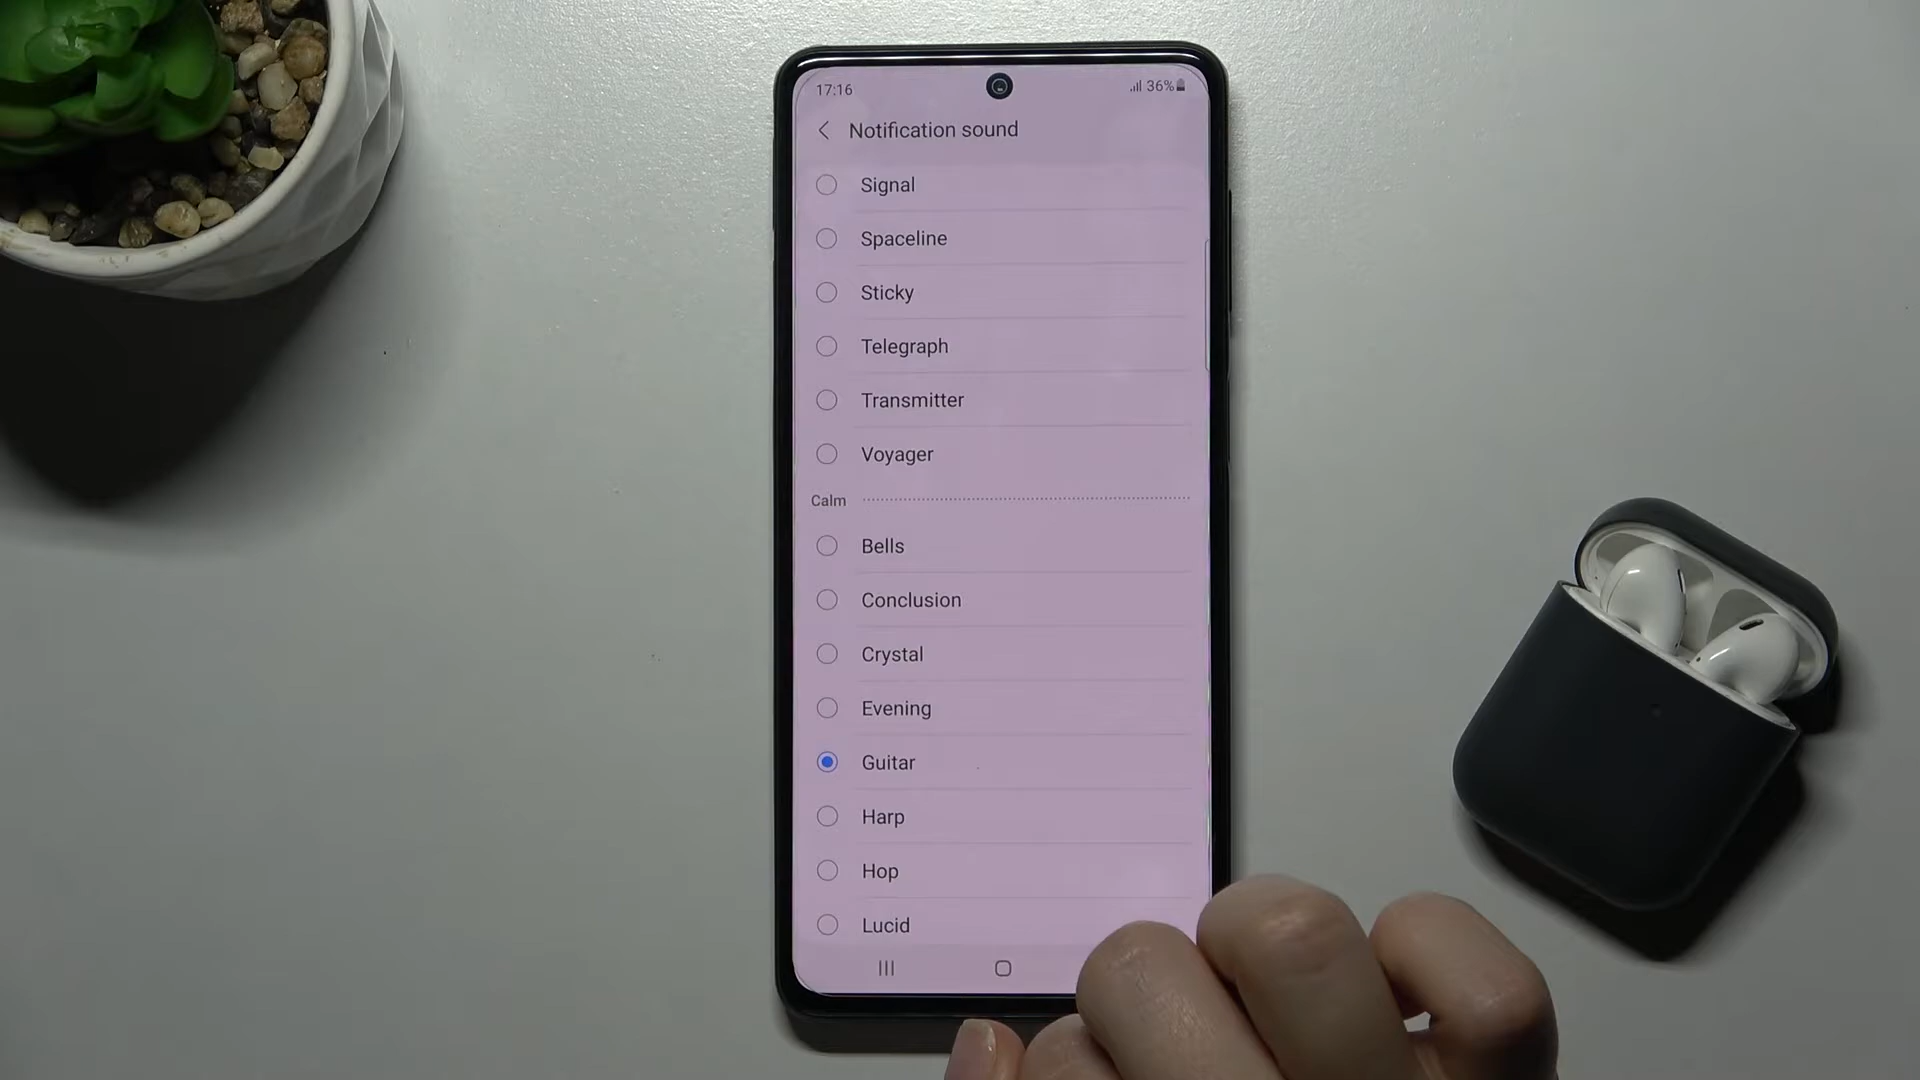 17:16
36%
Notification sound
Signal
Spaceline
Sticky
Telegraph
Transmitter
Voyager
Calm
Bells
Conclusion
Crystal
Evening
Guitar
Harp
Hop
Lucid